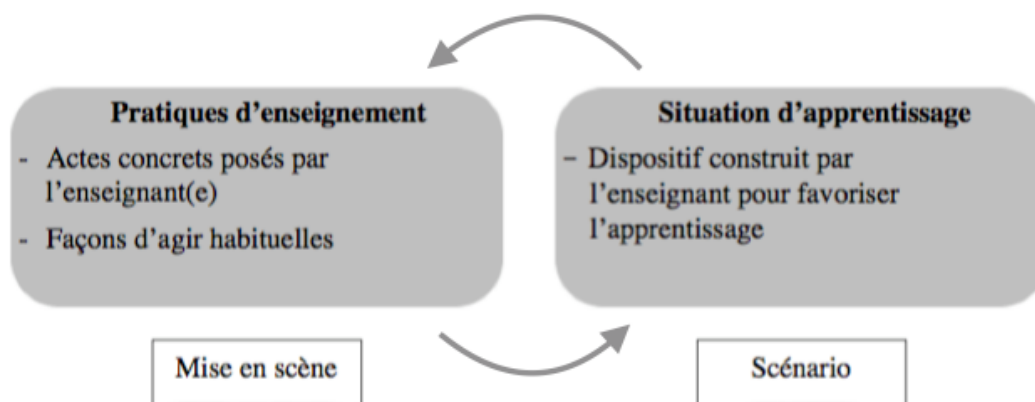 Pratiques d'enseignement
- Actes concrets posés par
l'enseignant(e)
- Façons d'agir habituelles
Situation d'apprentissage
– Dispositif construit par
l'enseignant pour favoriser
l'apprentissage
Mise en scène
Scénario